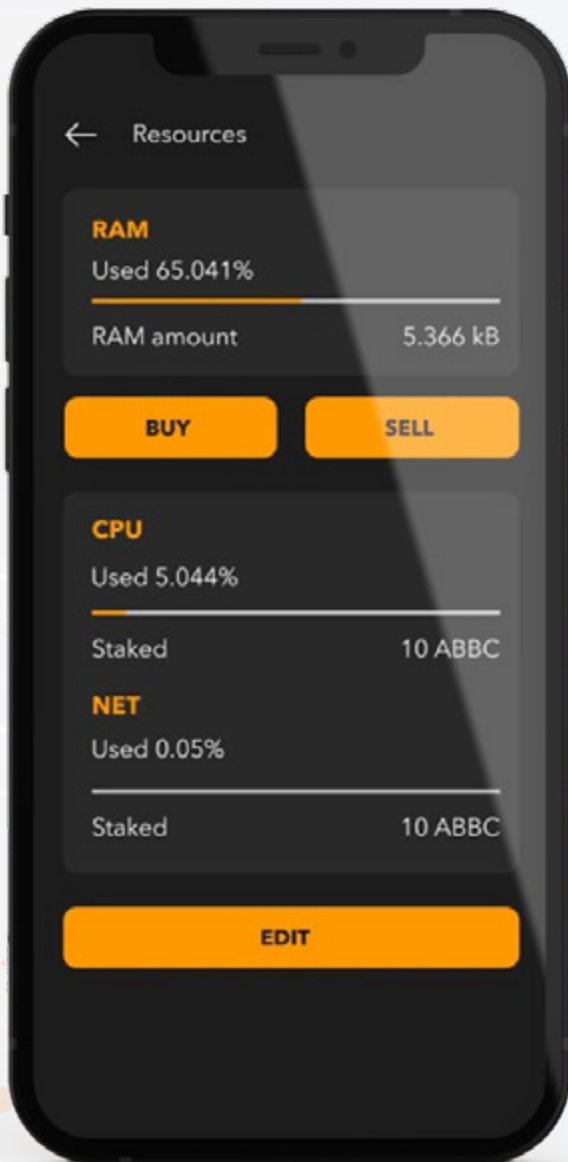 Resources
RAM
Used 65.041%
RAM amount 5.366 kB
BUY SELL
CPU
Used 5.044%
Staked 10 ABBC
NET
Used 0.05%
Staked 10 ABBC
EDIT